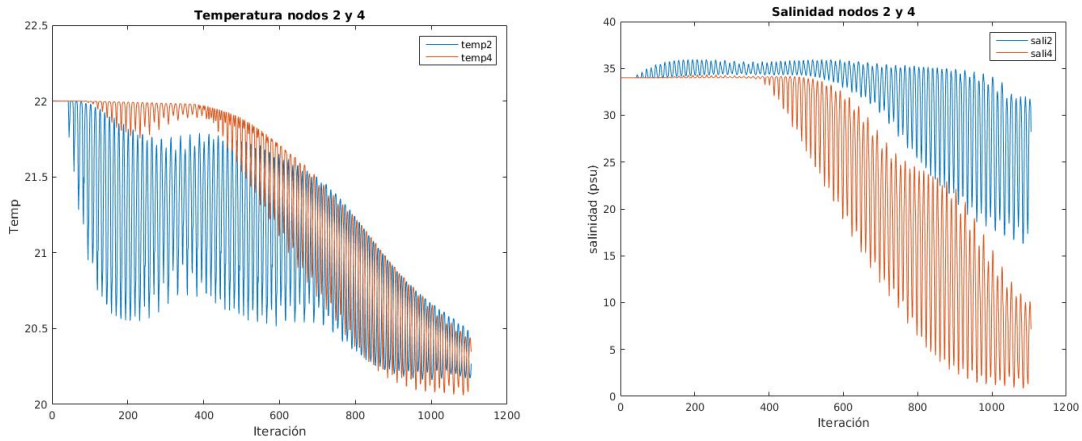 Temperatura nodos 2 y 4
22.5
22
21.5
21
20.5
20
Temp
temp2
temp4
0 200 400 600 800 1000 1200
Iteración
Salinidad nodos 2 y 4
40
35
30
25
20
15
10
5
0
salinidad (psu)
sali2
sali4
0 200 400 600 800 1000 1200
Iteración